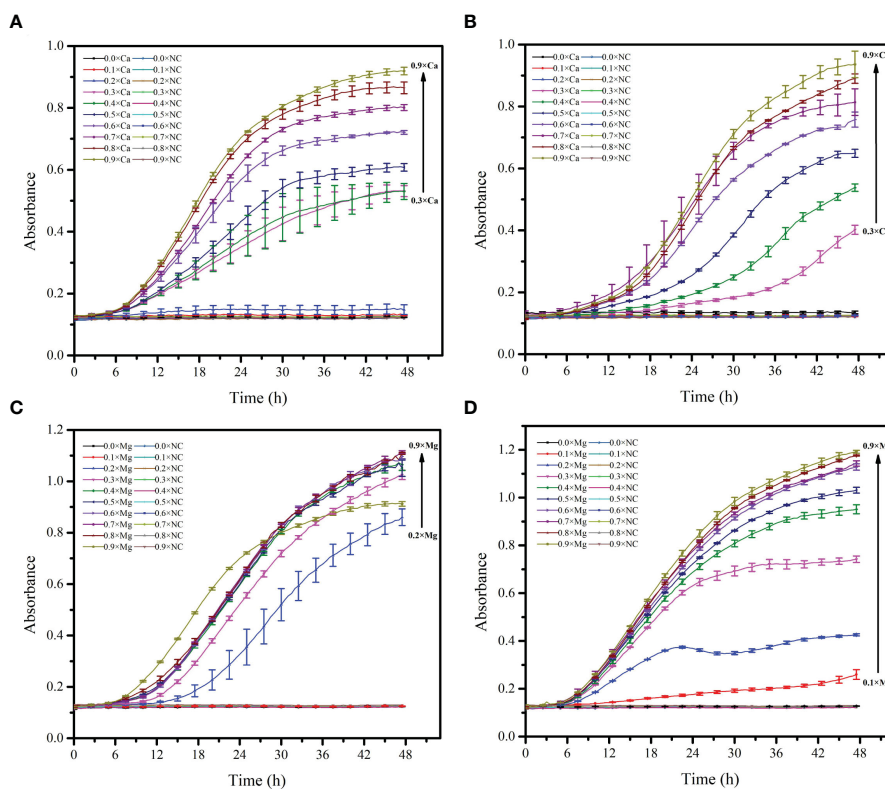 A
0.0×Ca 0.0×NC
0.1×Ca 0.1×NC
0.2×Ca 0.2×NC
0.3×Ca 0.3×NC
0.4×Ca 0.4×NC
0.5×Ca 0.5×NC
0.6×Ca 0.6×NC
0.7×Ca 0.7×NC
0.8×Ca 0.8×NC
0.9×Ca 0.9×NC
0.9×Ca
0.3×Ca
1.0
0.8
0.6
0.4
0.2
0.0
Absorbance
0 6 12 18 24 30 36 42 48
Time (h)
B
0.0×Ca 0.0×NC
0.1×Ca 0.1×NC
0.2×Ca 0.2×NC
0.3×Ca 0.3×NC
0.4×Ca 0.4×NC
0.5×Ca 0.5×NC
0.6×Ca 0.6×NC
0.7×Ca 0.7×NC
0.8×Ca 0.8×NC
0.9×Ca 0.9×NC
0.9×C
0.3×C
1.0
0.8
0.6
0.4
0.2
0.0
Absorbance
0 6 12 18 24 30 36 42 48
Time (h)
C
0.0×Mg 0.0×NC
0.1×Mg 0.1×NC
0.2×Mg 0.2×NC
0.3×Mg 0.3×NC
0.4×Mg 0.4×NC
0.5×Mg 0.5×NC
0.6×Mg 0.6×NC
0.7×Mg 0.7×NC
0.8×Mg 0.8×NC
0.9×Mg 0.9×NC
0.9×Mg
0.2×Mg
1.2
1.0
0.8
0.6
0.4
0.2
0.0
Absorbance
0 6 12 18 24 30 36 42 48
Time (h)
D
0.0×Mg 0.0×NC
0.1×Mg 0.1×NC
0.2×Mg 0.2×NC
0.3×Mg 0.3×NC
0.4×Mg 0.4×NC
0.5×Mg 0.5×NC
0.6×Mg 0.6×NC
0.7×Mg 0.7×NC
0.8×Mg 0.8×NC
0.9×Mg 0.9×NC
0.9×M
0.1×M
1.2
1.0
0.8
0.6
0.4
0.2
0.0
Absorbance
0 6 12 18 24 30 36 42 48
Time (h)